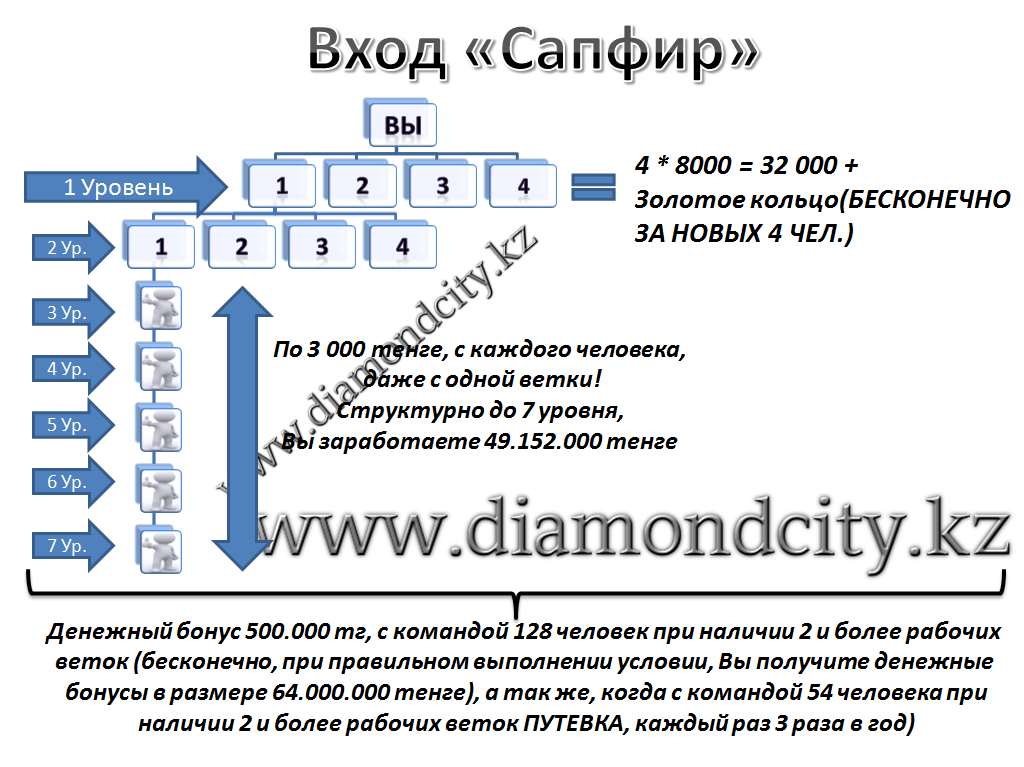 Вход «Сапфир»
ВЫ
1 Уровень
1 2 3 4
4 * 8000 = 32 000 +
Золотое кольцо(БЕСКОНЕЧНО
ЗА НОВЫХ 4 ЧЕЛ.)
2 Ур.
1 2 3 4
3 Ур.
4 Ур.
5 Ур.
6 Ур.
7 Ур.
По 3 000 тенге, с каждого человека,
даже с одной ветки!
Структурно до 7 уровня,
Вы заработаете 49.152.000 тенге
www.diamondcity.kz
www.diamondcity.kz
Денежный бонус 500.000 тг, с командой 128 человек при наличии 2 и более рабочих
веток (бесконечно, при правильном выполнении условии, Вы получите денежные
бонусы в размере 64.000.000 тенге), а так же, когда с командой 54 человека при
наличии 2 и более рабочих веток ПУТЕВКА, каждый раз 3 раза в год)